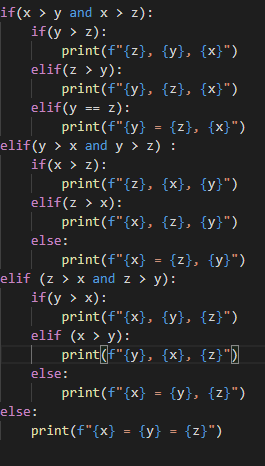 if(x > y and x > z):
    if(y > z):
        print(f"{z}, {y}, {x}")
    elif(z > y):
        print(f"{y}, {z}, {x}")
    elif(y == z):
        print(f"{y} = {z}, {x}")
elif(y > x and y > z) :
    if(x > z):
        print(f"{z}, {x}, {y}")
    elif(z > x):
        print(f"{x}, {z}, {y}")
    else:
        print(f"{x} = {z}, {y}")
elif (z > x and z > y):
    if(y > x):
        print(f"{x}, {y}, {z}")
    elif (x > y):
        print(f"{y}, {x}, {z}")
    else:
        print(f"{x} = {y}, {z}")
else:
    print(f"{x} = {y} = {z}")